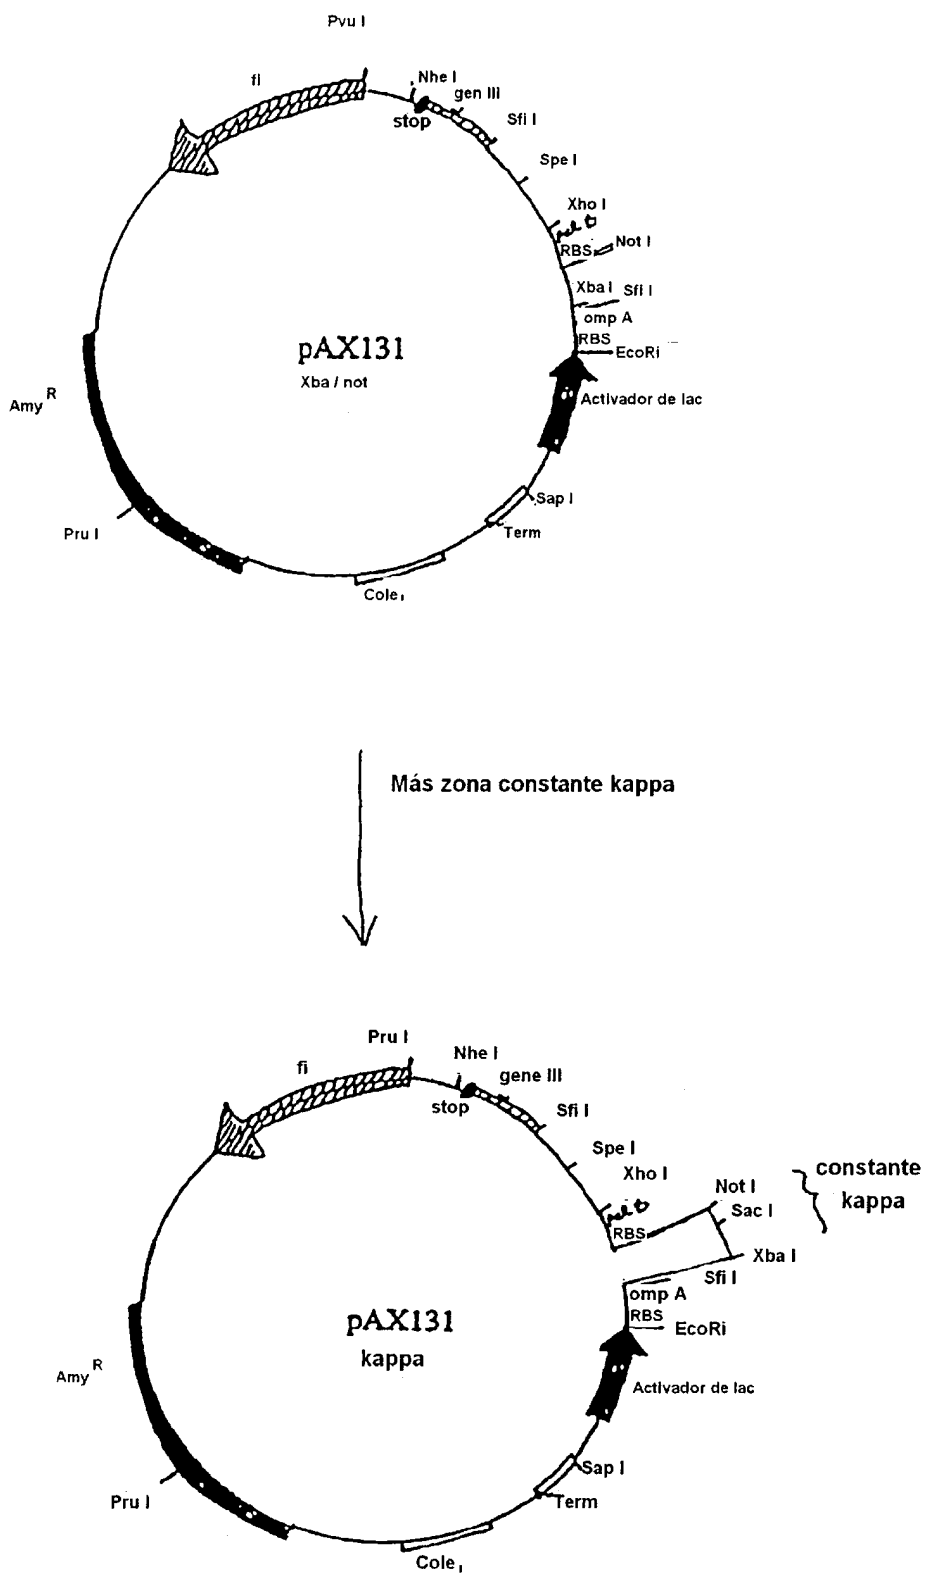 Pvu I
fi
Nhe I
gen III
stop
Sfi I
Spe I
Xho I
pel B
RBS
Not I
Xba I
Sfi I
omp A
RBS
EcoRi
pAX131
Xba / not
Activador de lac
Amy R
Sap I
Term
Pru I
Cole I
Más zona constante kappa
Pru I
fi
Nhe I
gene III
stop
Sfi I
Spe I
Xho I
pel B
RBS
Not I
Sac I
constante
kappa
Xba I
Sfi I
omp A
RBS
EcoRi
pAX131
kappa
Activador de lac
Amy R
Sap I
Term
Pru I
Cole I